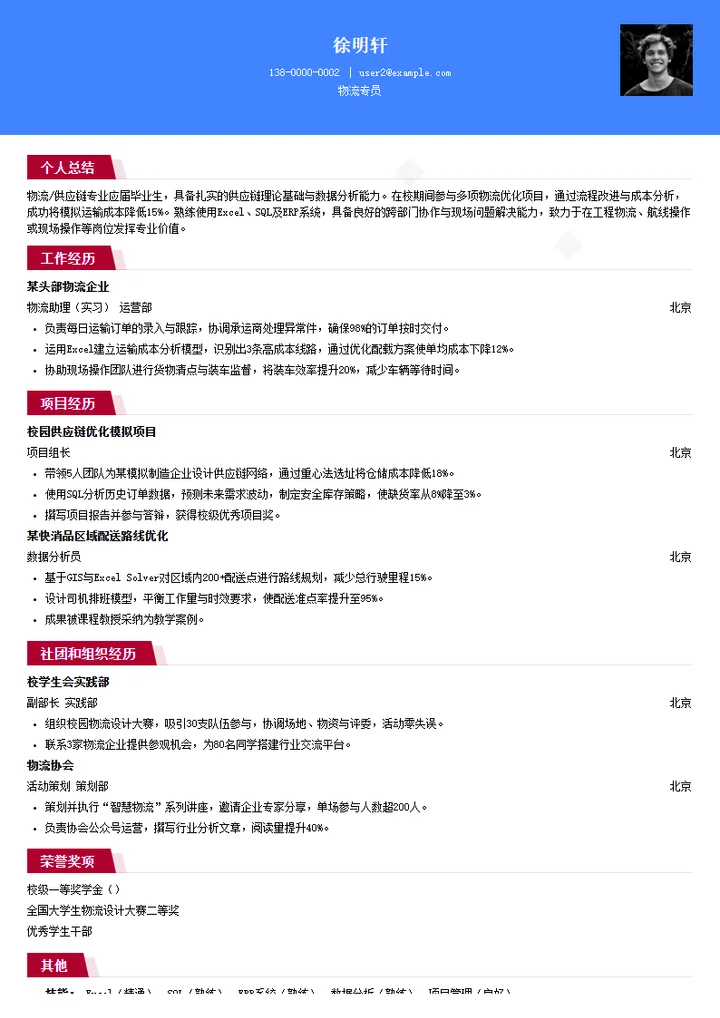 徐明轩
138-0000-0002 | user2@example.com
物流专员
个人总结
物流/供应链专业应届毕业生，具备扎实的供应链理论基础与数据分析能力。在校期间参与多项物流优化项目，通过流程改进与成本分析，
成功将模拟运输成本降低15%。熟练使用Excel、SQL及ERP系统，具备良好的跨部门协作与现场问题解决能力，致力于在工程物流、航线操作
或现场操作等岗位发挥专业价值。
工作经历
某头部物流企业
物流助理（实习） 运营部 北京
• 负责每日运输订单的录入与跟踪，协调承运商处理异常件，确保98%的订单按时交付。
• 运用Excel建立运输成本分析模型，识别出3条高成本线路，通过优化配载方案使单均成本下降12%。
• 协助现场操作团队进行货物清点与装车监督，将装车效率提升20%，减少车辆等待时间。
项目经历
校园供应链优化模拟项目
项目组长 北京
• 带领5人团队为某模拟制造企业设计供应链网络，通过重心法选址将仓储成本降低18%。
• 使用SQL分析历史订单数据，预测未来需求波动，制定安全库存策略，使缺货率从8%降至3%。
• 撰写项目报告并参与答辩，获得校级优秀项目奖。
某快消品区域配送路线优化
数据分析员 北京
• 基于GIS与Excel Solver对区域内200+配送点进行路线规划，减少总行驶里程15%。
• 设计司机排班模型，平衡工作量与时效要求，使配送准点率提升至95%。
• 成果被课程教授采纳为教学案例。
社团和组织经历
校学生会实践部
副部长 实践部 北京
• 组织校园物流设计大赛，吸引30支队伍参与，协调场地、物资与评委，活动零失误。
• 联系3家物流企业提供参观机会，为80名同学搭建行业交流平台。
物流协会
活动策划 策划部 北京
• 策划并执行“智慧物流”系列讲座，邀请企业专家分享，单场参与人数超200人。
• 负责协会公众号运营，撰写行业分析文章，阅读量提升40%。
荣誉奖项
校级一等奖学金（）
全国大学生物流设计大赛二等奖
优秀学生干部
其他
技能： Excel（精通）、SQL（熟练）、ERP系统（熟练）、数据分析（熟练）、项目管理（良好）